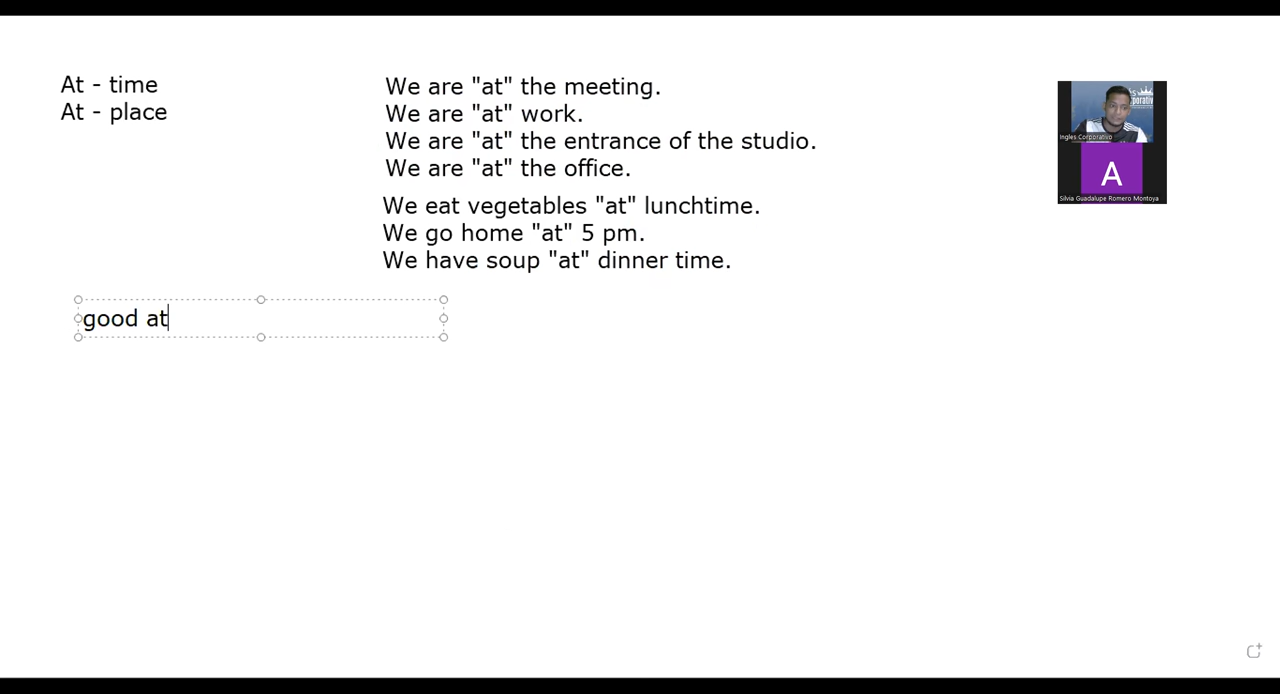 At - time
At - place
We are "at" the meeting.
We are "at" work.
We are "at" the entrance of the studio.
We are "at" the office.
We eat vegetables "at" lunchtime.
We go home "at" 5 pm.
We have soup "at" dinner time.
good at
Ingles Corporativo
A
Silvia Guadalupe Romero Montoya